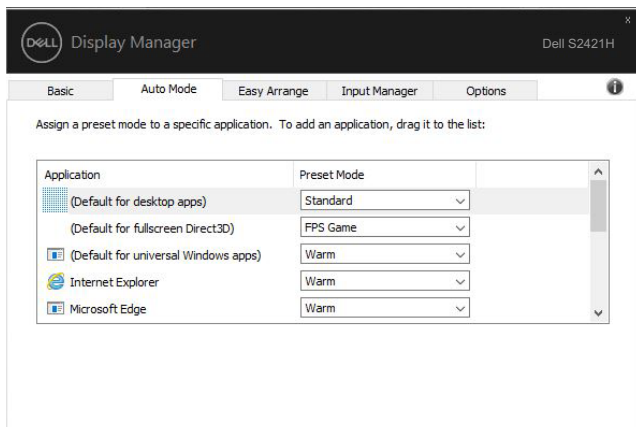 DELL Display Manager
x
Dell S2421H
Basic Auto Mode Easy Arrange Input Manager Options i
Assign a preset mode to a specific application. To add an application, drag it to the list:
Application Preset Mode
(Default for desktop apps) Standard
(Default for fullscreen Direct3D) FPS Game
(Default for universal Windows apps) Warm
Internet Explorer Warm
Microsoft Edge Warm